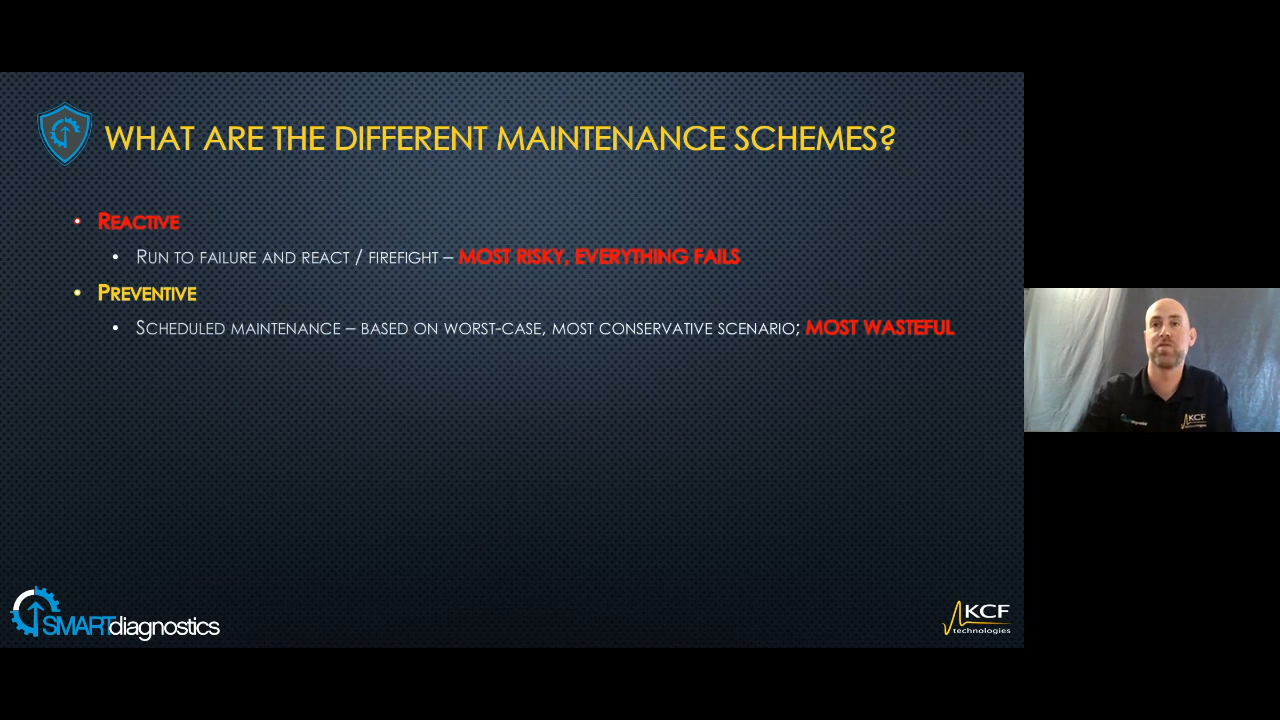 WHAT ARE THE DIFFERENT MAINTENANCE SCHEMES?
• REACTIVE
• RUN TO FAILURE AND REACT / FIREFIGHT – MOST RISKY, EVERYTHING FAILS
• PREVENTIVE
• SCHEDULED MAINTENANCE – BASED ON WORST-CASE, MOST CONSERVATIVE SCENARIO; MOST WASTEFUL
SMARTdiagnostics
KCF
technologies
KCF